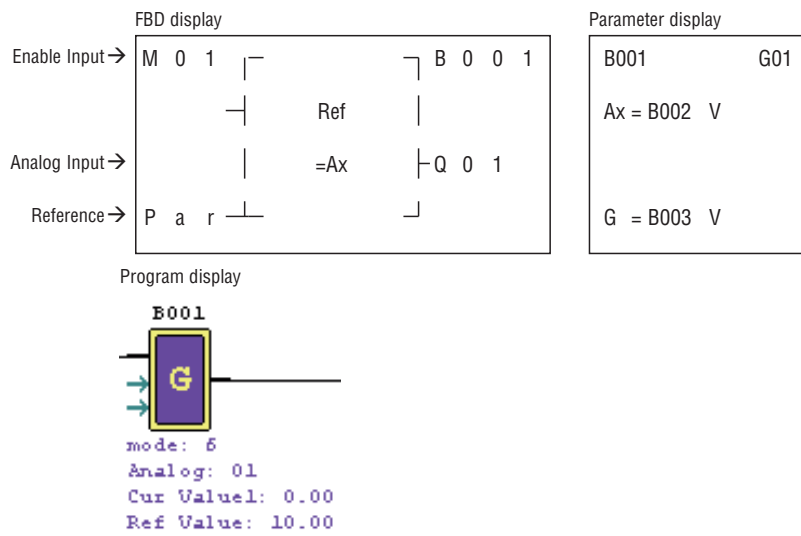 FBD display
Parameter display
Enable Input→ M 0 1 B 0 0 1
Ref
Analog Input→ =Ax Q 0 1
Reference→ P a r
B001 G01
Ax = B002 V
G = B003 V
Program display
B001
G
mode: 6
Analog: 01
Cur Value1: 0.00
Ref Value: 10.00